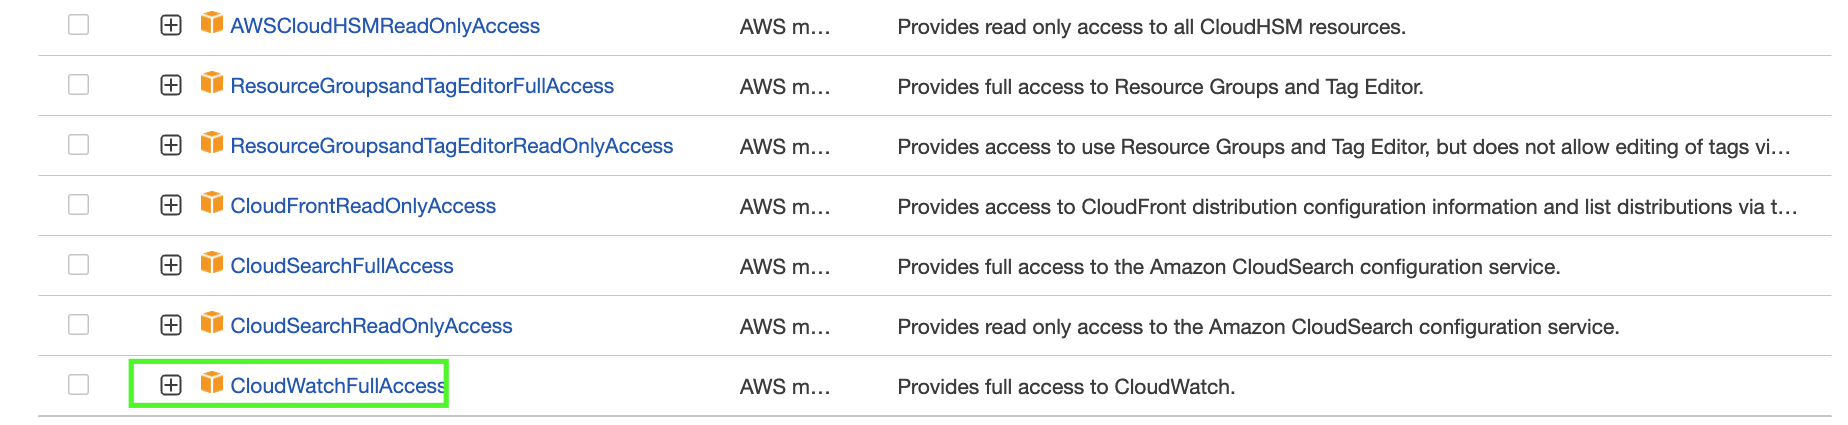 AWSCloudHSMReadOnlyAccess AWS m... Provides read only access to all CloudHSM resources.
ResourceGroupsandTagEditorFullAccess AWS m... Provides full access to Resource Groups and Tag Editor.
ResourceGroupsandTagEditorReadOnlyAccess AWS m... Provides access to use Resource Groups and Tag Editor, but does not allow editing of tags vi...
CloudFrontReadOnlyAccess AWS m... Provides access to CloudFront distribution configuration information and list distributions via t...
CloudSearchFullAccess AWS m... Provides full access to the Amazon CloudSearch configuration service.
CloudSearchReadOnlyAccess AWS m... Provides read only access to the Amazon CloudSearch configuration service.
CloudWatchFullAccess AWS m... Provides full access to CloudWatch.